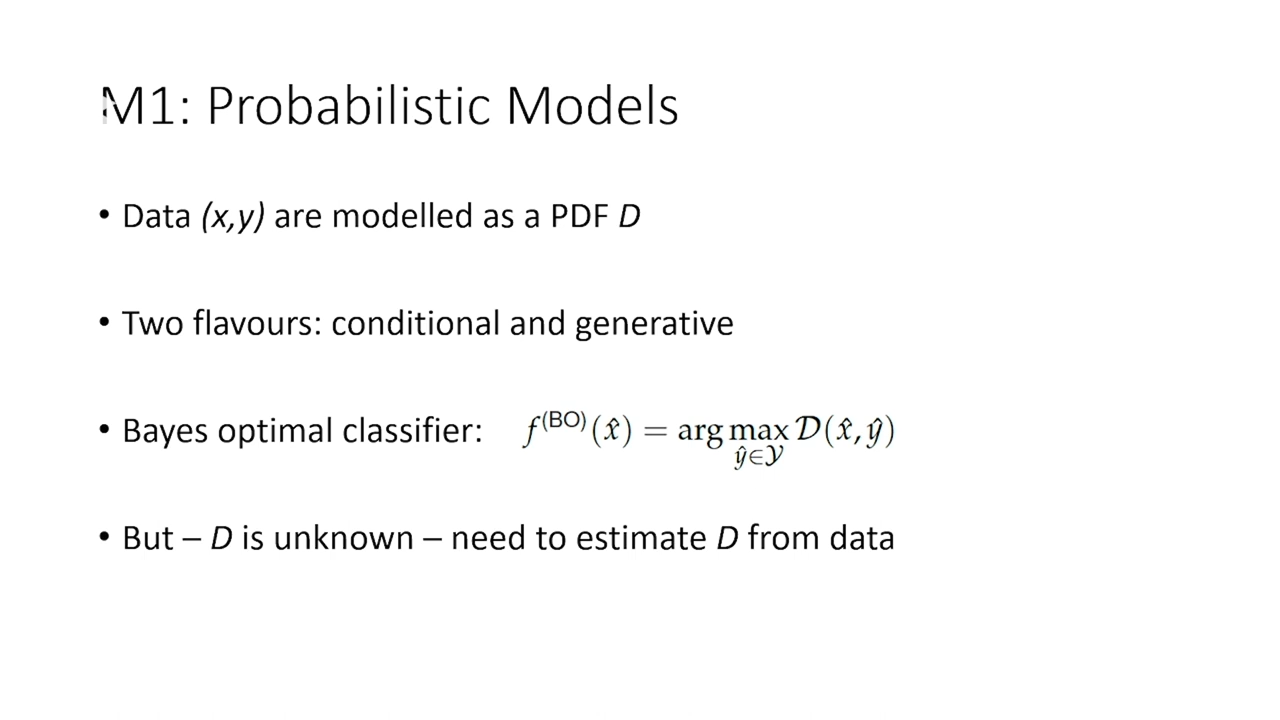 M1: Probabilistic Models
• Data (x,y) are modelled as a PDF D
• Two flavours: conditional and generative
• Bayes optimal classifier: f^(BO)(x̂) = arg max_{ŷ∈𝒴} 𝒟(x̂, ŷ)
• But – D is unknown – need to estimate D from data